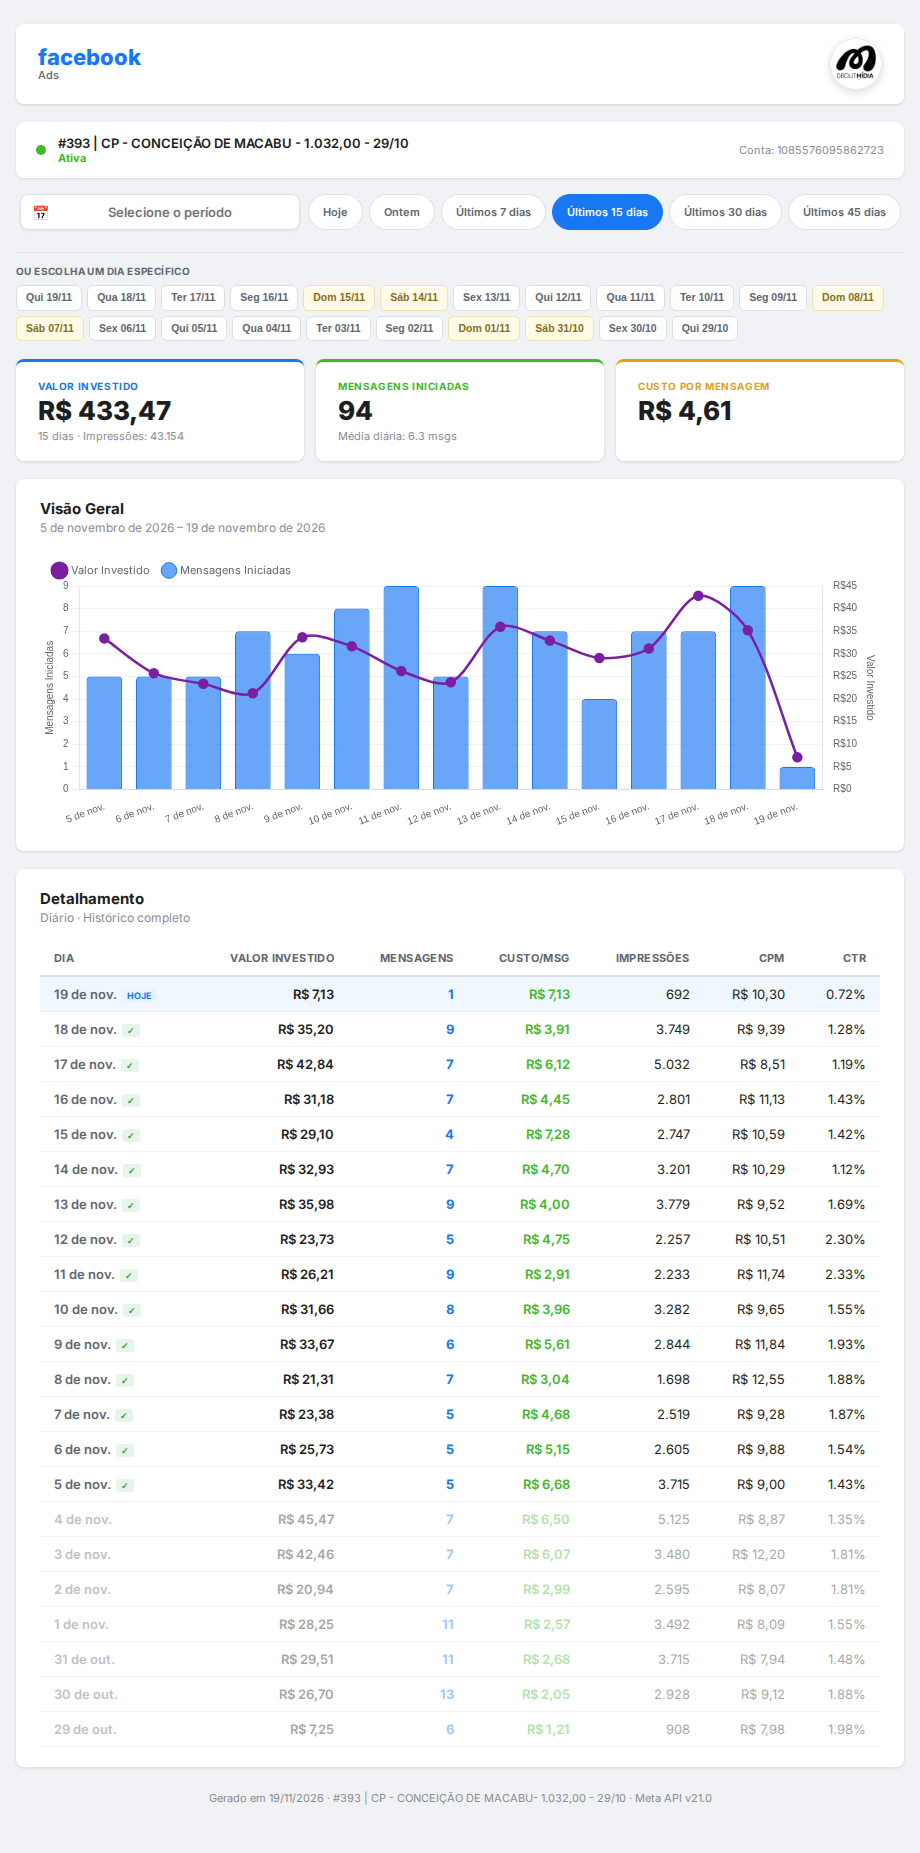 facebook
Ads
DBOUTMÍDIA
#393 | CP - CONCEIÇÃO DE MACABU - 1.032,00 - 29/10
Ativa
Conta: 1085576095862723
Selecione o período
Hoje
Ontem
Últimos 7 dias
Últimos 15 dias
Últimos 30 dias
Últimos 45 dias
OU ESCOLHA UM DIA ESPECÍFICO
Qui 19/11 Qua 18/11 Ter 17/11 Seg 16/11 Dom 15/11 Sáb 14/11 Sex 13/11 Qui 12/11 Qua 11/11 Ter 10/11 Seg 09/11 Dom 08/11
Sáb 07/11 Sex 06/11 Qui 05/11 Qua 04/11 Ter 03/11 Seg 02/11 Dom 01/11 Sáb 31/10 Sex 30/10 Qui 29/10
VALOR INVESTIDO
R$ 433,47
15 dias · Impressões: 43.154
MENSAGENS INICIADAS
94
Média diária: 6.3 msgs
CUSTO POR MENSAGEM
R$ 4,61
Visão Geral
5 de novembro de 2026 – 19 de novembro de 2026
Valor Investido Mensagens Iniciadas
Mensagens Iniciadas
9
8
7
6
5
4
3
2
1
0
R$45
R$40
R$35
R$30
R$25
R$20
R$15
R$10
R$5
R$0
Valor Investido
5 de nov. 6 de nov. 7 de nov. 8 de nov. 9 de nov. 10 de nov. 11 de nov. 12 de nov. 13 de nov. 14 de nov. 15 de nov. 16 de nov. 17 de nov. 18 de nov. 19 de nov.
Detalhamento
Diário · Histórico completo
DIA VALOR INVESTIDO MENSAGENS CUSTO/MSG IMPRESSÕES CPM CTR
19 de nov. HOJE R$ 7,13 1 R$ 7,13 692 R$ 10,30 0.72%
18 de nov. ✓ R$ 35,20 9 R$ 3,91 3.749 R$ 9,39 1.28%
17 de nov. ✓ R$ 42,84 7 R$ 6,12 5.032 R$ 8,51 1.19%
16 de nov. ✓ R$ 31,18 7 R$ 4,45 2.801 R$ 11,13 1.43%
15 de nov. ✓ R$ 29,10 4 R$ 7,28 2.747 R$ 10,59 1.42%
14 de nov. ✓ R$ 32,93 7 R$ 4,70 3.201 R$ 10,29 1.12%
13 de nov. ✓ R$ 35,98 9 R$ 4,00 3.779 R$ 9,52 1.69%
12 de nov. ✓ R$ 23,73 5 R$ 4,75 2.257 R$ 10,51 2.30%
11 de nov. ✓ R$ 26,21 9 R$ 2,91 2.233 R$ 11,74 2.33%
10 de nov. ✓ R$ 31,66 8 R$ 3,96 3.282 R$ 9,65 1.55%
9 de nov. ✓ R$ 33,67 6 R$ 5,61 2.844 R$ 11,84 1.93%
8 de nov. ✓ R$ 21,31 7 R$ 3,04 1.698 R$ 12,55 1.88%
7 de nov. ✓ R$ 23,38 5 R$ 4,68 2.519 R$ 9,28 1.87%
6 de nov. ✓ R$ 25,73 5 R$ 5,15 2.605 R$ 9,88 1.54%
5 de nov. ✓ R$ 33,42 5 R$ 6,68 3.715 R$ 9,00 1.43%
4 de nov. R$ 45,47 7 R$ 6,50 5.125 R$ 8,87 1.35%
3 de nov. R$ 42,46 7 R$ 6,07 3.480 R$ 12,20 1.81%
2 de nov. R$ 20,94 7 R$ 2,99 2.595 R$ 8,07 1.81%
1 de nov. R$ 28,25 11 R$ 2,57 3.492 R$ 8,09 1.55%
31 de out. R$ 29,51 11 R$ 2,68 3.715 R$ 7,94 1.48%
30 de out. R$ 26,70 13 R$ 2,05 2.928 R$ 9,12 1.88%
29 de out. R$ 7,25 6 R$ 1,21 908 R$ 7,98 1.98%
Gerado em 19/11/2026 · #393 | CP - CONCEIÇÃO DE MACABU- 1.032,00 - 29/10 · Meta API v21.0